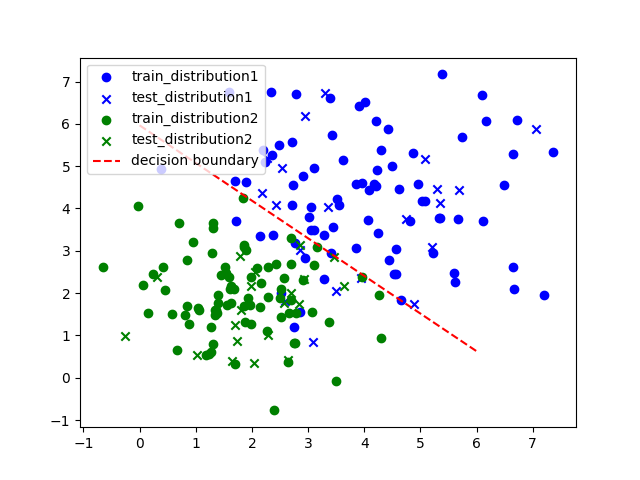 train_distribution1
test_distribution1
train_distribution2
test_distribution2
decision boundary
7
6
5
4
3
2
1
0
−1
−1 0 1 2 3 4 5 6 7